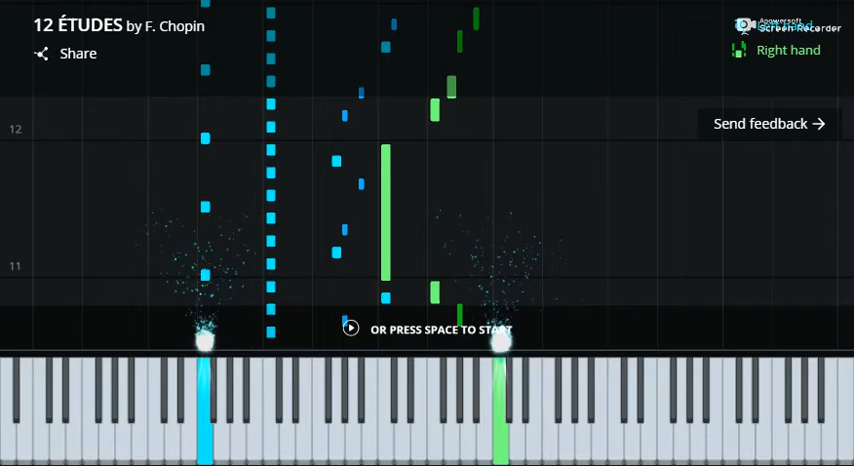 12 ÉTUDES by F. Chopin
Share
Apowersoft
Screen Recorder
Right hand
12
Send feedback →
11
OR PRESS SPACE TO START